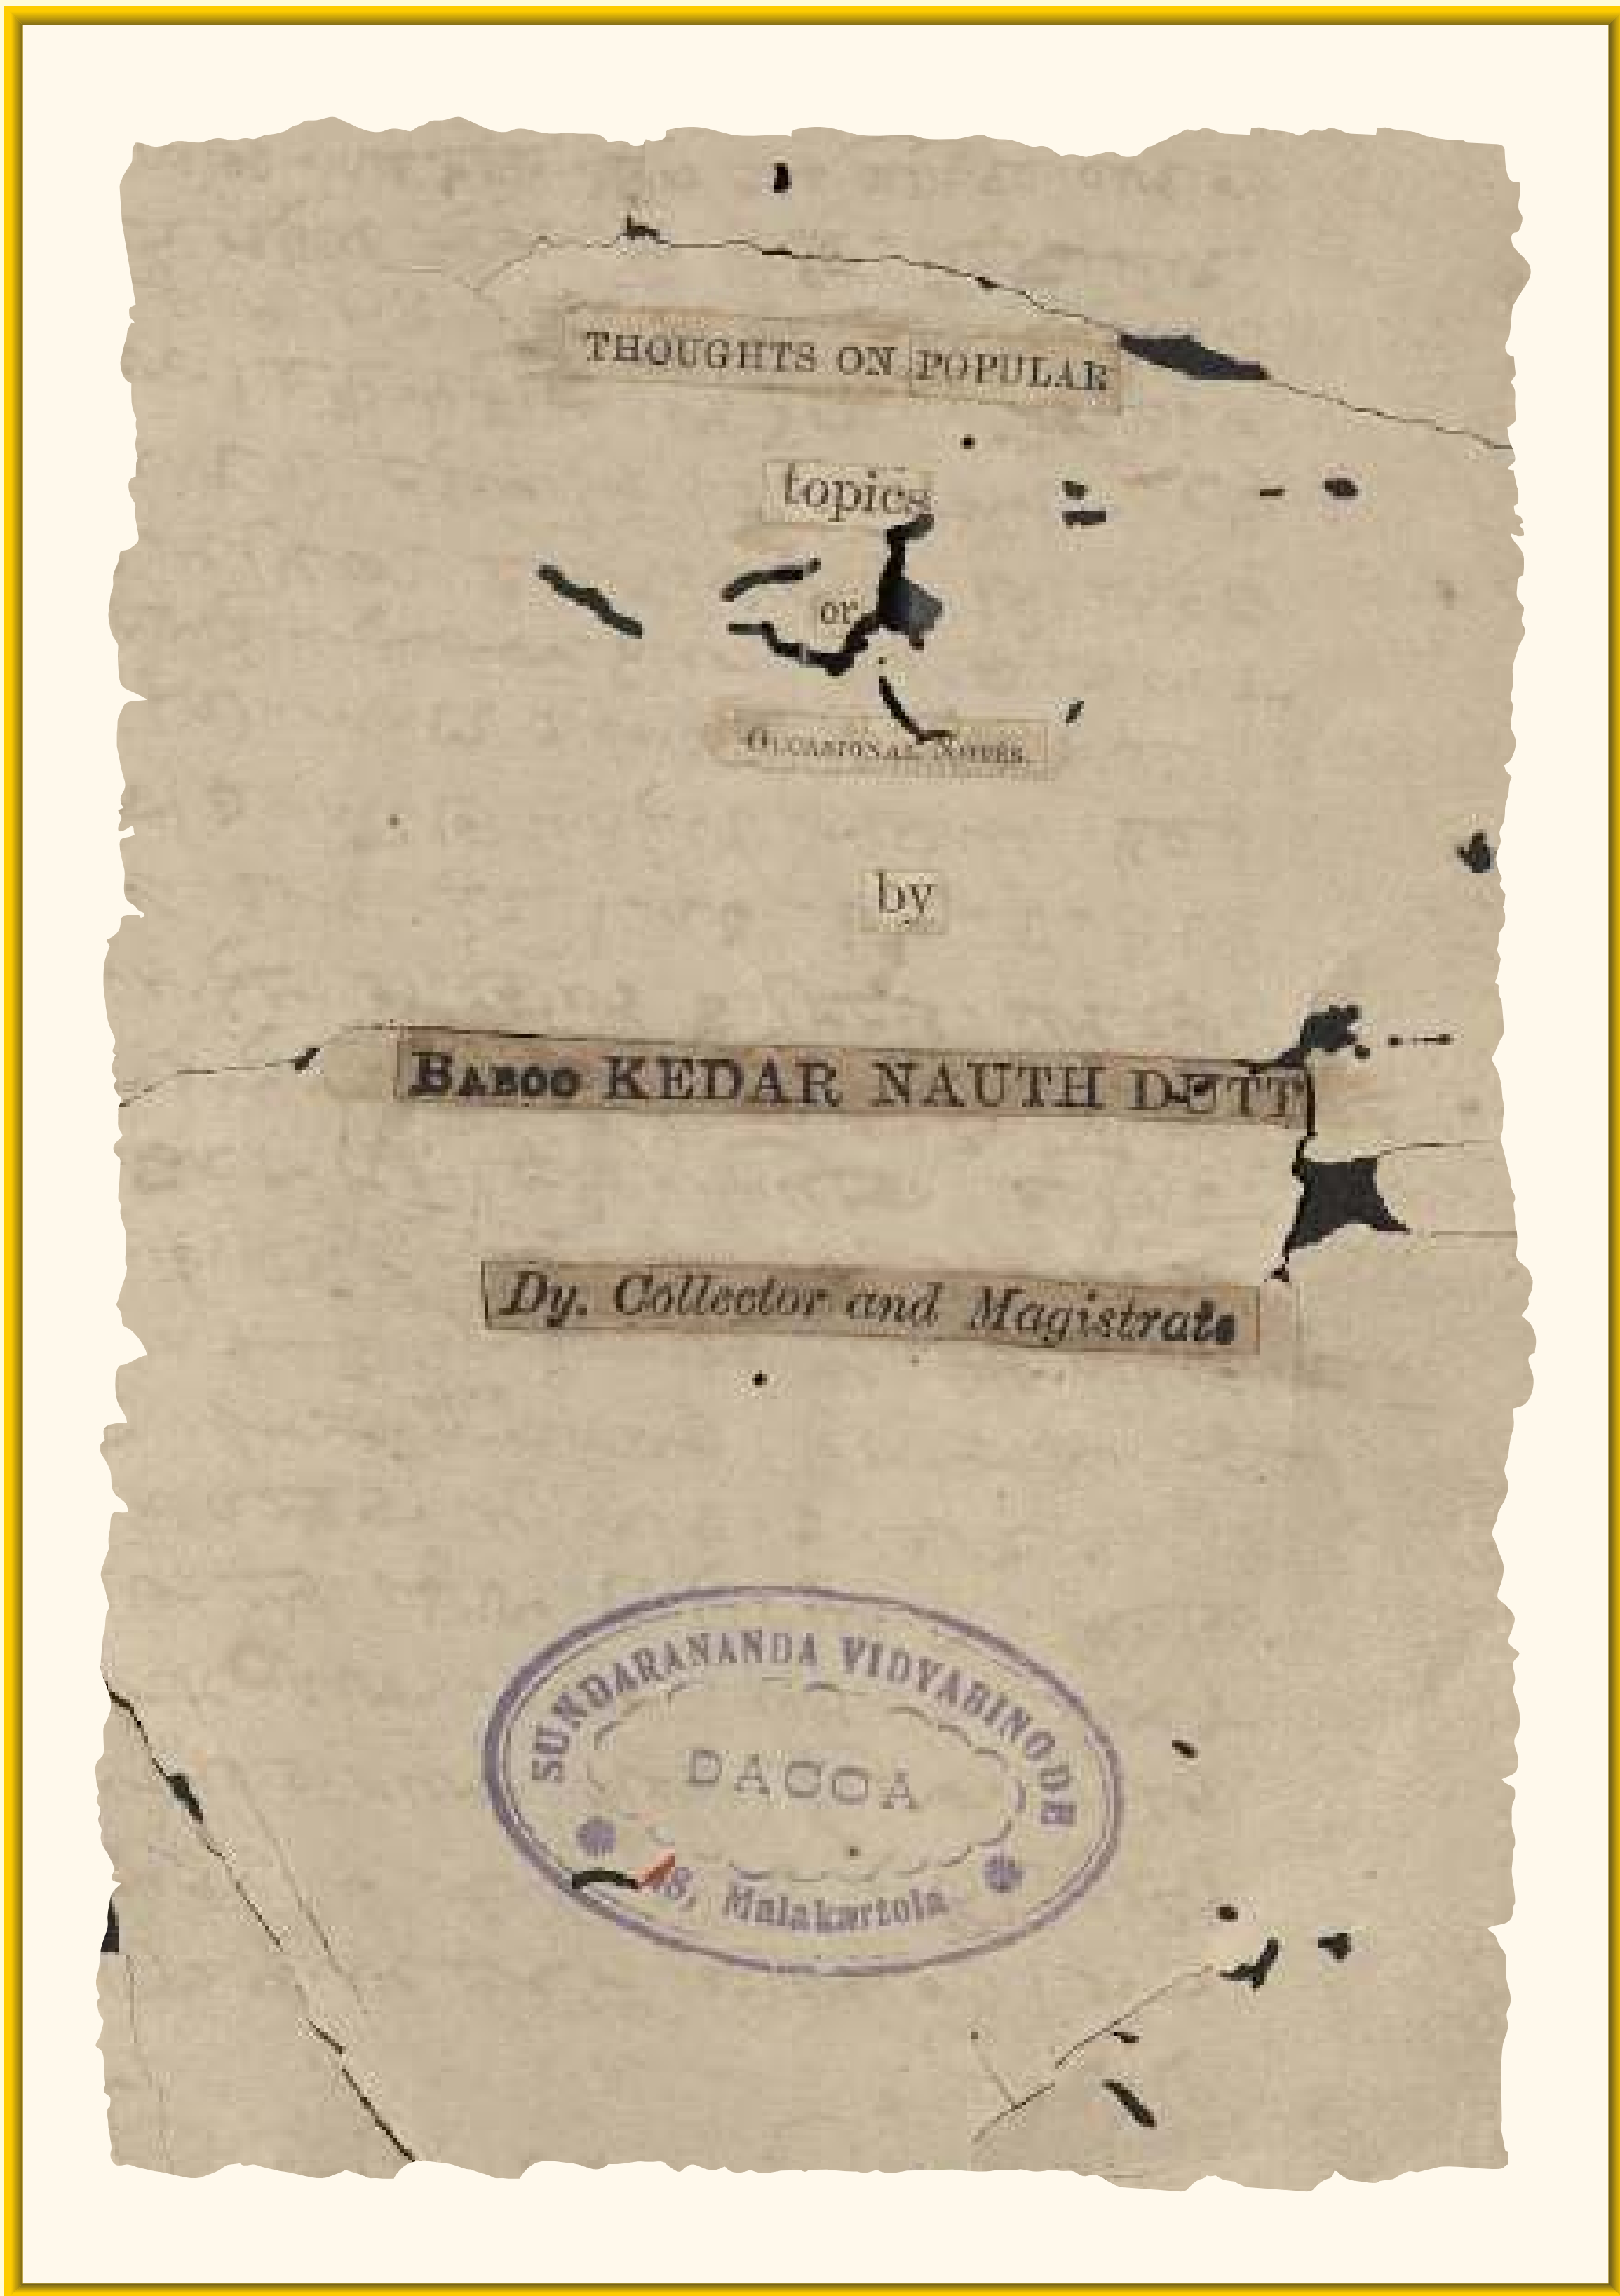 THOUGHTS ON POPULAR
topics
or
OCCASIONAL NOTES.
by
BABOO KEDAR NAUTH DUTT
Dy. Collector and Magistrate
SUNDARANANDA VIDYABINODE
DACCA
8, Malakartola